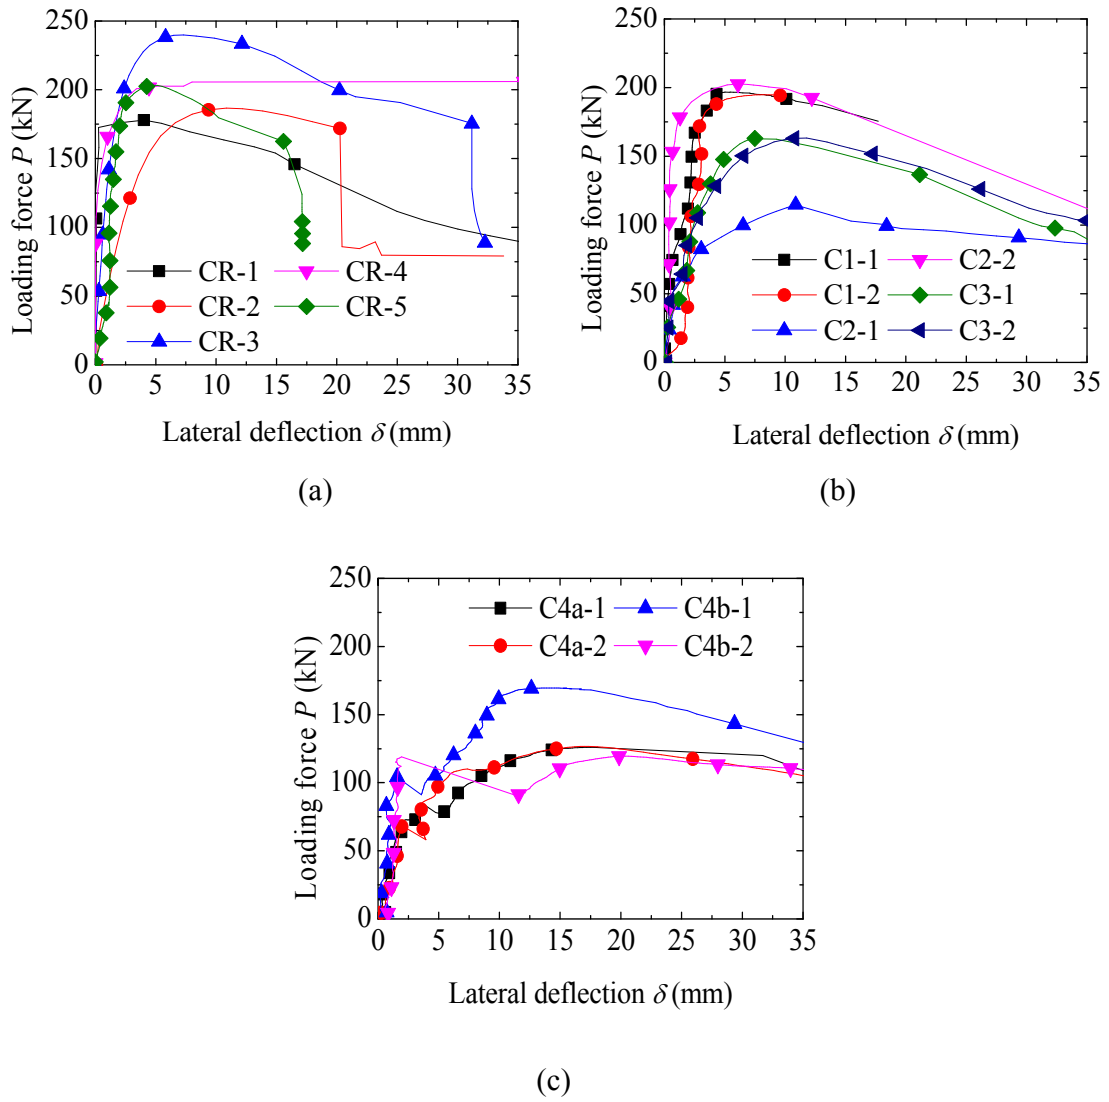 250
200
150
100
50
0
Loading force P (kN)
CR-1 CR-4
CR-2 CR-5
CR-3
0 5 10 15 20 25 30 35
Lateral deflection δ (mm)
(a)
250
200
150
100
50
0
Loading force P (kN)
C1-1 C2-2
C1-2 C3-1
C2-1 C3-2
0 5 10 15 20 25 30 35
Lateral deflection δ (mm)
(b)
250
200
150
100
50
0
Loading force P (kN)
C4a-1 C4b-1
C4a-2 C4b-2
0 5 10 15 20 25 30 35
Lateral deflection δ (mm)
(c)